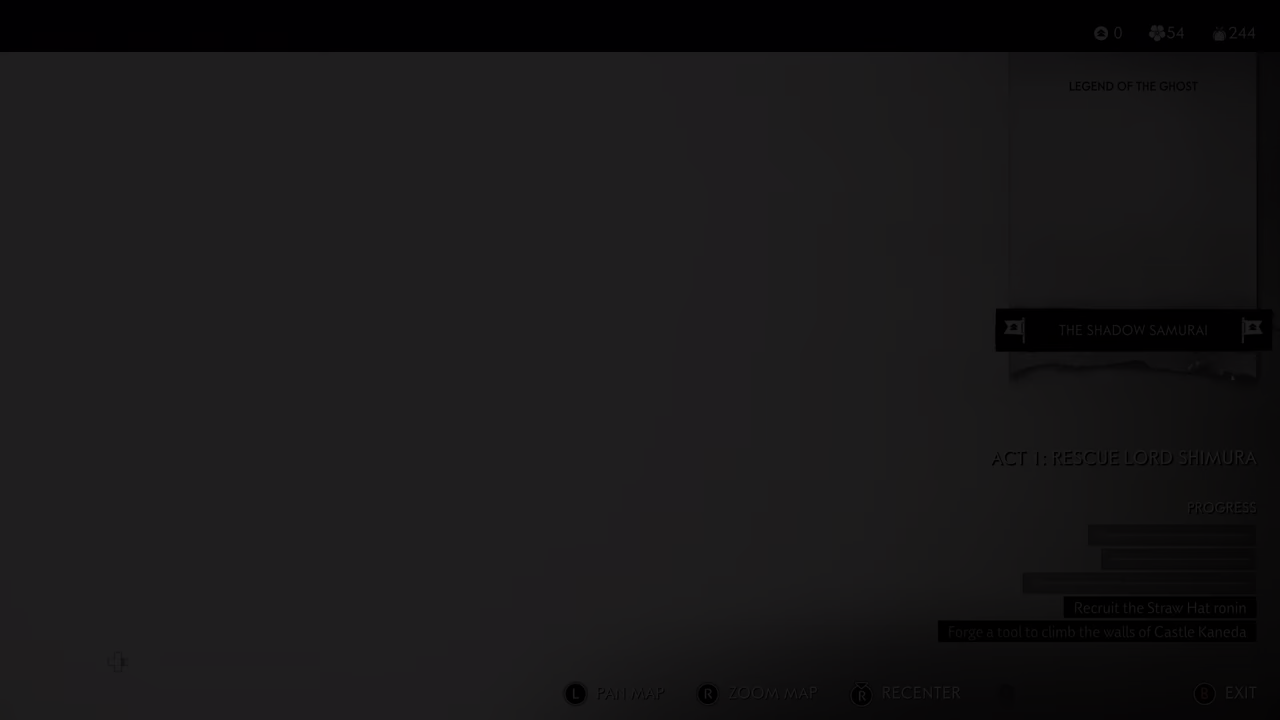 0 54 244
LEGEND OF THE GHOST
THE SHADOW SAMURAI
ACT 1: RESCUE LORD SHIMURA
PROGRESS
Recruit the Straw Hat ronin
Forge a tool to climb the walls of Castle Kaneda
L PAN MAP R ZOOM MAP R RECENTER B EXIT